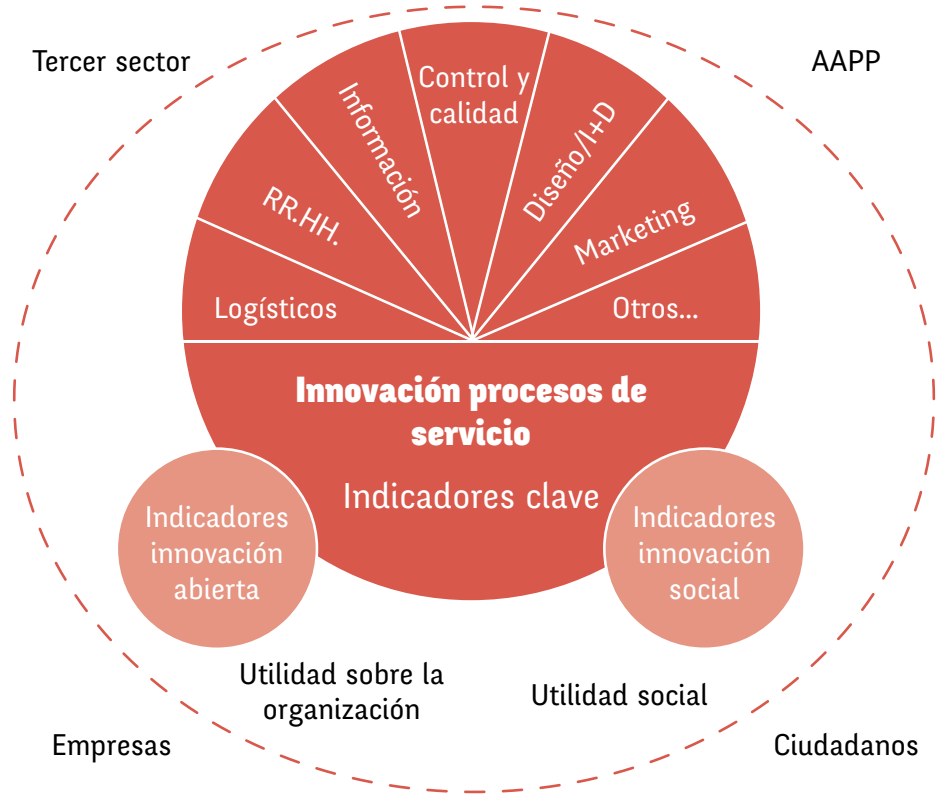 Tercer sector
AAPP
Control y
calidad
Información
Diseño/I+D
RR.HH.
Marketing
Logísticos
Otros...
Innovación procesos de
servicio
Indicadores clave
Indicadores
innovación
abierta
Indicadores
innovación
social
Utilidad sobre la
organización
Utilidad social
Empresas
Ciudadanos